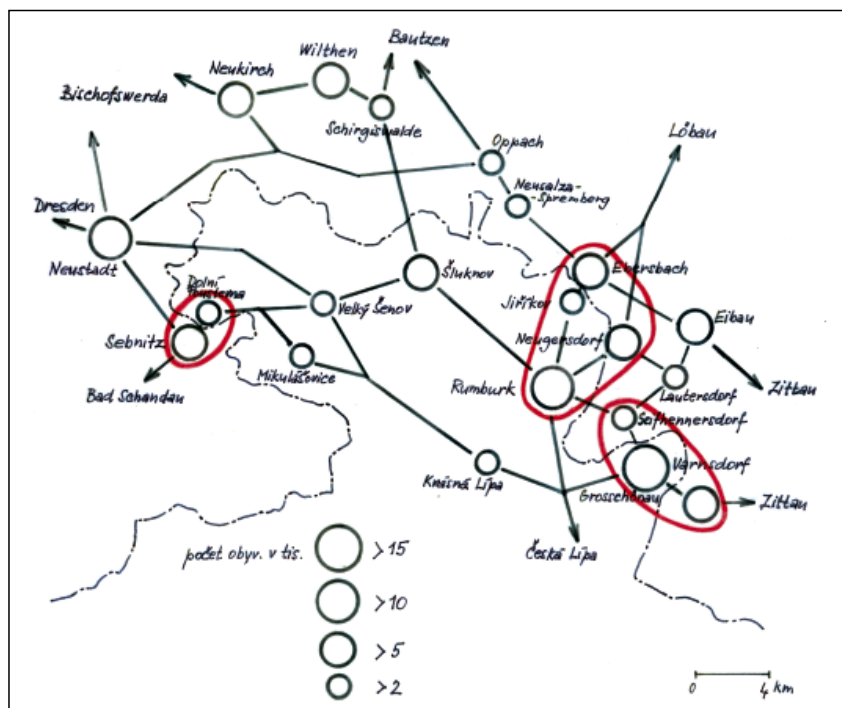 Bautzen
Wilthen
Neukirch
Bischofswerda
Schirgiswalde
Oppach
Löbau
Neusalza-
-Spremberg
Dresden
Neustadt
Šluknov
Ebersbach
Dolní
Poustevna
Velký Šenov
Jiříkov
Eibau
Sebnitz
Neugersdorf
Mikulášovice
Bad Schandau
Rumburk
Lautersdorf
Zittau
Seifhennersdorf
Varnsdorf
Krásná Lípa
Grosschönau
Zittau
Česká Lípa
počet obyv. v tis.
>15
>10
>5
>2
0 4 km